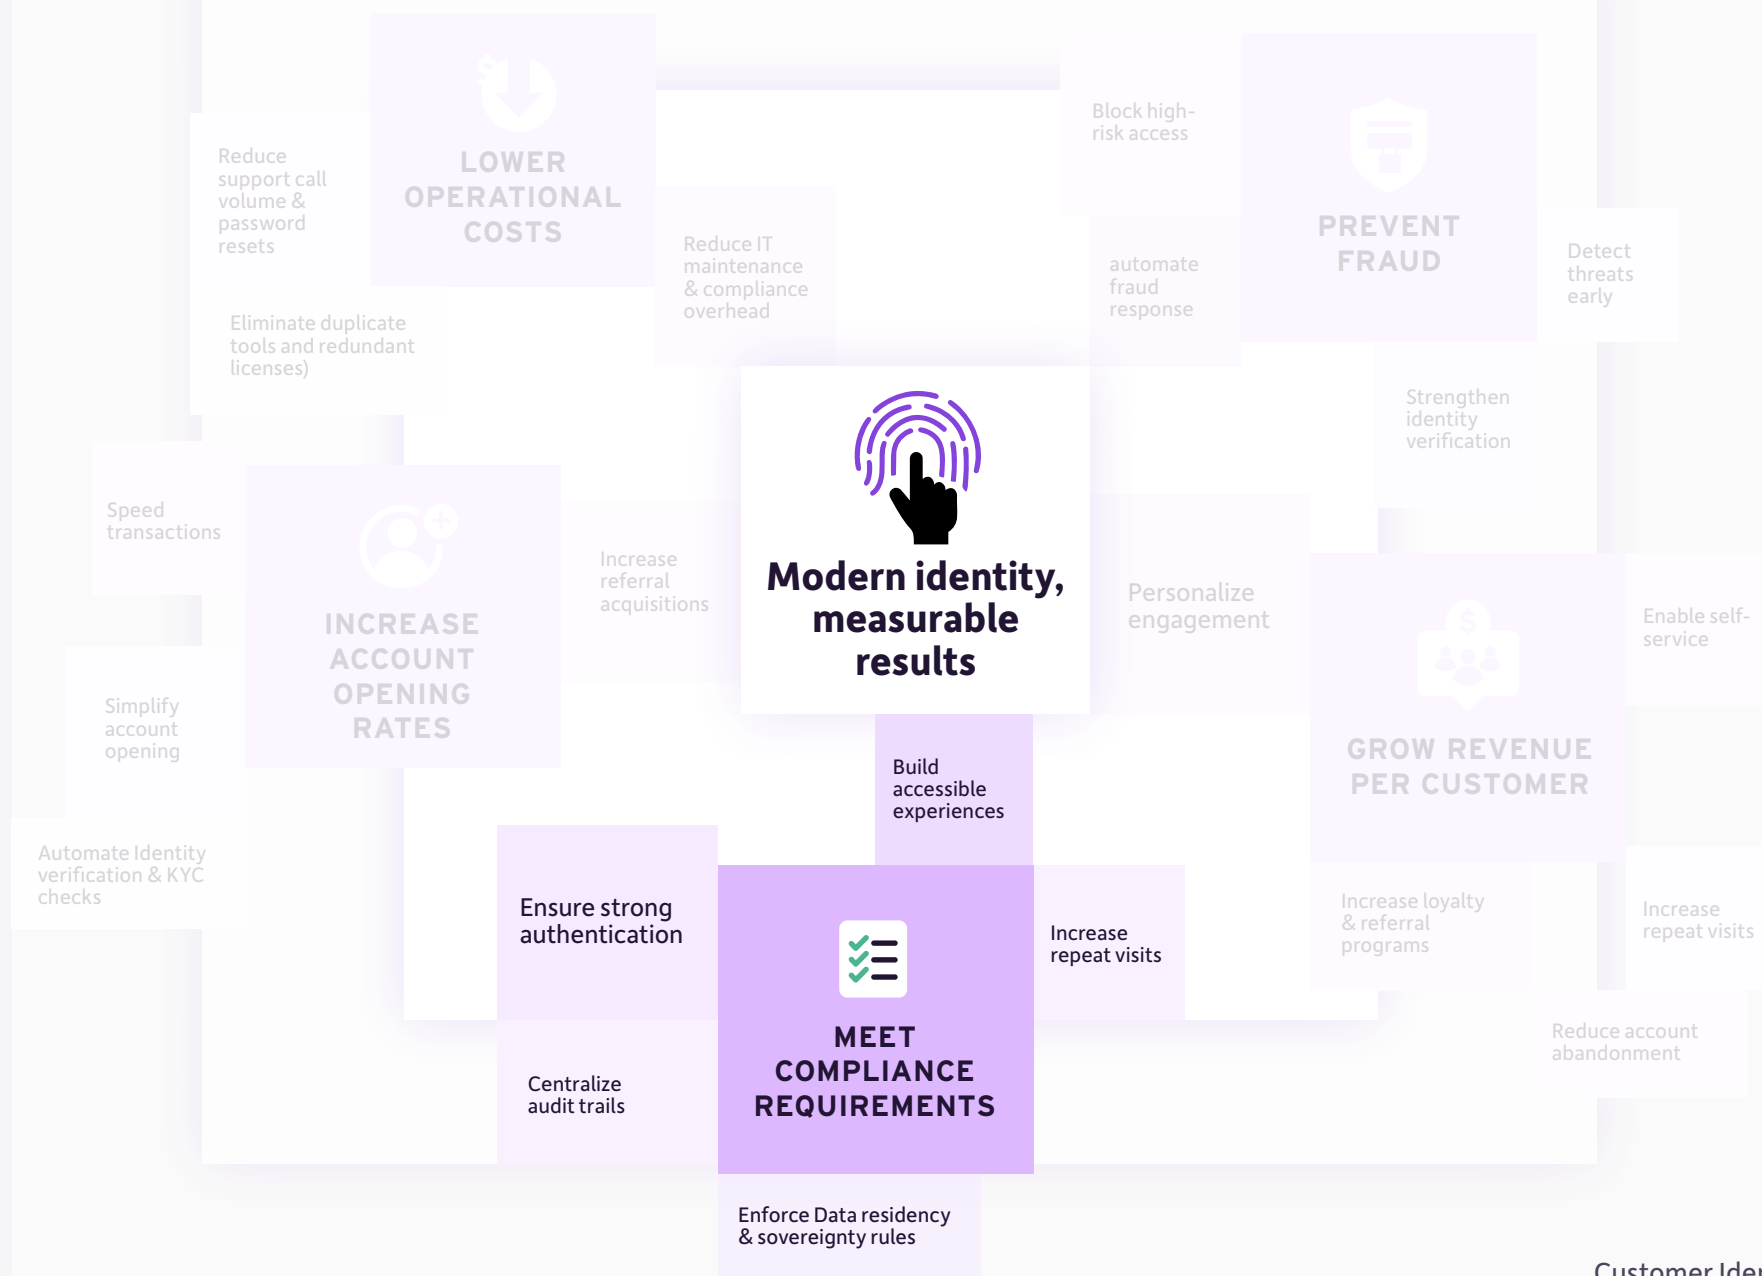 LOWER
OPERATIONAL
COSTS
Reduce
support call
volume &
password
resets
Reduce IT
maintenance
& compliance
overhead
Eliminate duplicate
tools and redundant
licenses)
Block high-
risk access
PREVENT
FRAUD
automate
fraud
response
Detect
threats
early
Strengthen
identity
verification
Speed
transactions
INCREASE
ACCOUNT
OPENING
RATES
Increase
referral
acquisitions
Simplify
account
opening
Automate Identity
verification & KYC
checks
Modern identity,
measurable
results
Personalize
engagement
Enable self-
service
GROW REVENUE
PER CUSTOMER
Increase loyalty
& referral
programs
Increase
repeat visits
Reduce account
abandonment
Build
accessible
experiences
Ensure strong
authentication
Increase
repeat visits
MEET
COMPLIANCE
REQUIREMENTS
Centralize
audit trails
Enforce Data residency
& sovereignty rules
Customer